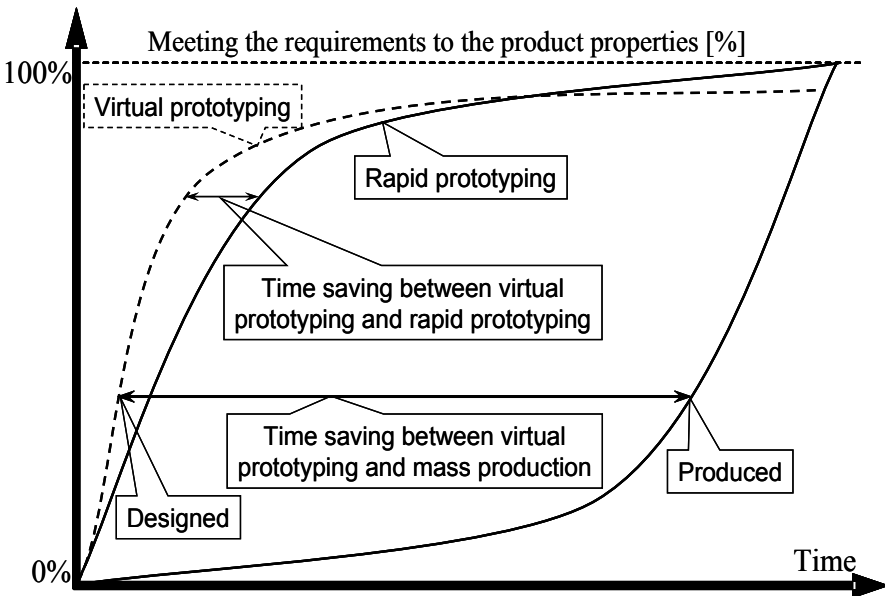 Meeting the requirements to the product properties [%]
100%
Virtual prototyping
Rapid prototyping
Time saving between virtual
prototyping and rapid prototyping
Time saving between virtual
prototyping and mass production
Produced
Designed
0%
Time